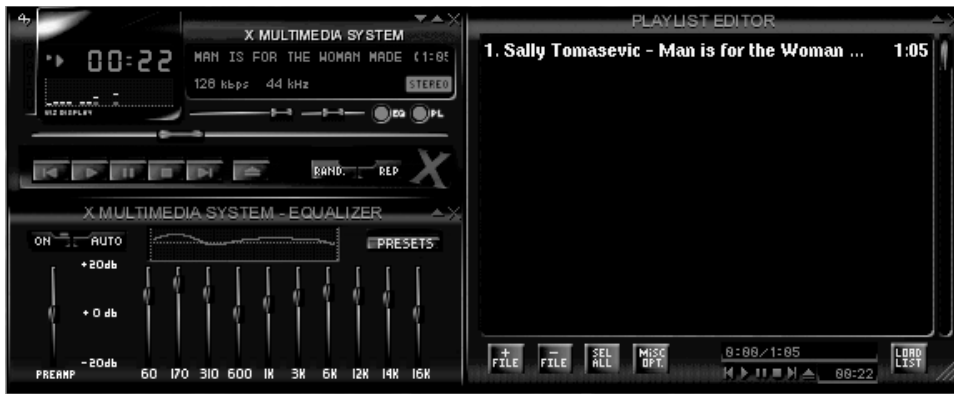 X MULTIMEDIA SYSTEM
00:22
MAN IS FOR THE WOMAN MADE (1:05
128 kbps 44 kHz
STEREO
VIZ DISPLAY
EQ PL
RAND. REP
X
X MULTIMEDIA SYSTEM - EQUALIZER
ON AUTO
PRESETS
+20db
+0 db
-20db
PREAMP 60 170 310 600 1K 3K 6K 12K 14K 16K
PLAYLIST EDITOR
1. Sally Tomasevic - Man is for the Woman ... 1:05
+ FILE
- FILE
SEL ALL
MISC OPT.
0:00/1:05
00:22
LOAD LIST